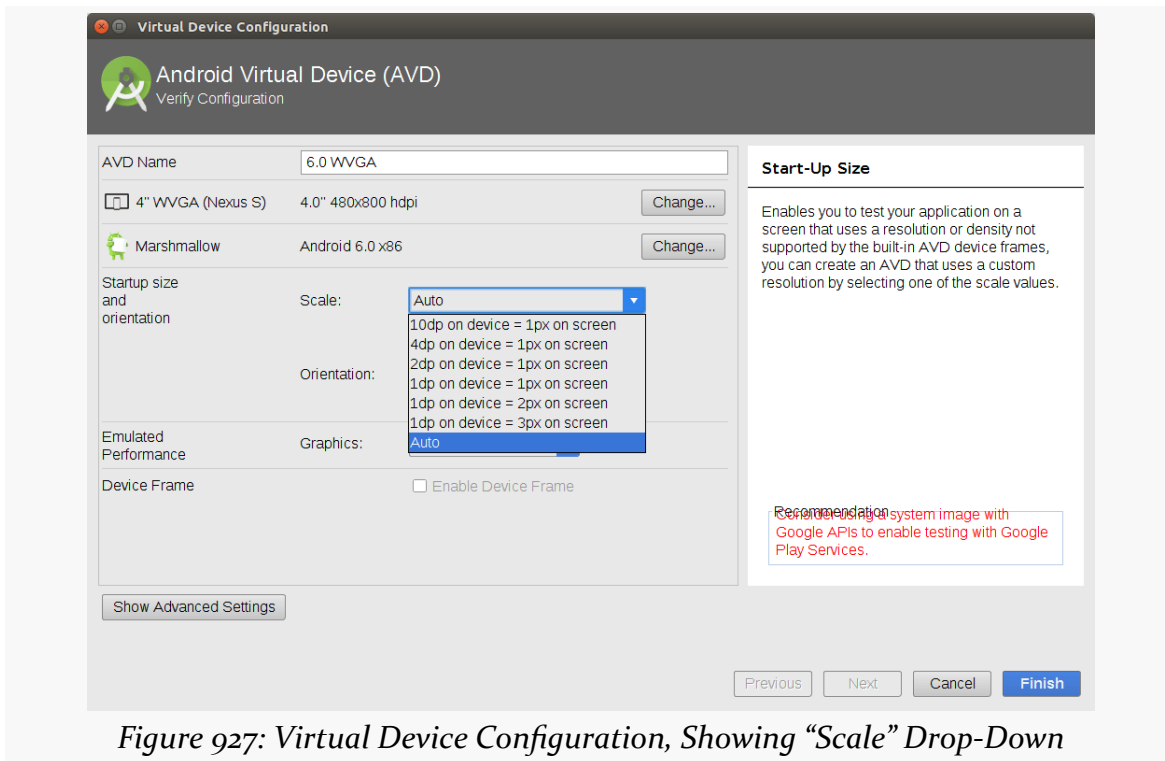 Virtual Device Configuration
Android Virtual Device (AVD)
Verify Configuration
AVD Name
6.0 WVGA
4" WVGA (Nexus S)
4.0" 480x800 hdpi
Change...
Marshmallow
Android 6.0 x86
Change...
Startup size
and
orientation
Scale:
Auto
10dp on device = 1px on screen
4dp on device = 1px on screen
2dp on device = 1px on screen
1dp on device = 1px on screen
1dp on device = 2px on screen
1dp on device = 3px on screen
Auto
Orientation:
Emulated
Performance
Graphics:
Device Frame
Enable Device Frame
Show Advanced Settings
Start-Up Size
Enables you to test your application on a
screen that uses a resolution or density not
supported by the built-in AVD device frames,
you can create an AVD that uses a custom
resolution by selecting one of the scale values.
Recommendation
Consider using a system image with
Google APIs to enable testing with Google
Play Services.
Previous
Next
Cancel
Finish
Figure 927: Virtual Device Configuration, Showing “Scale” Drop-Down